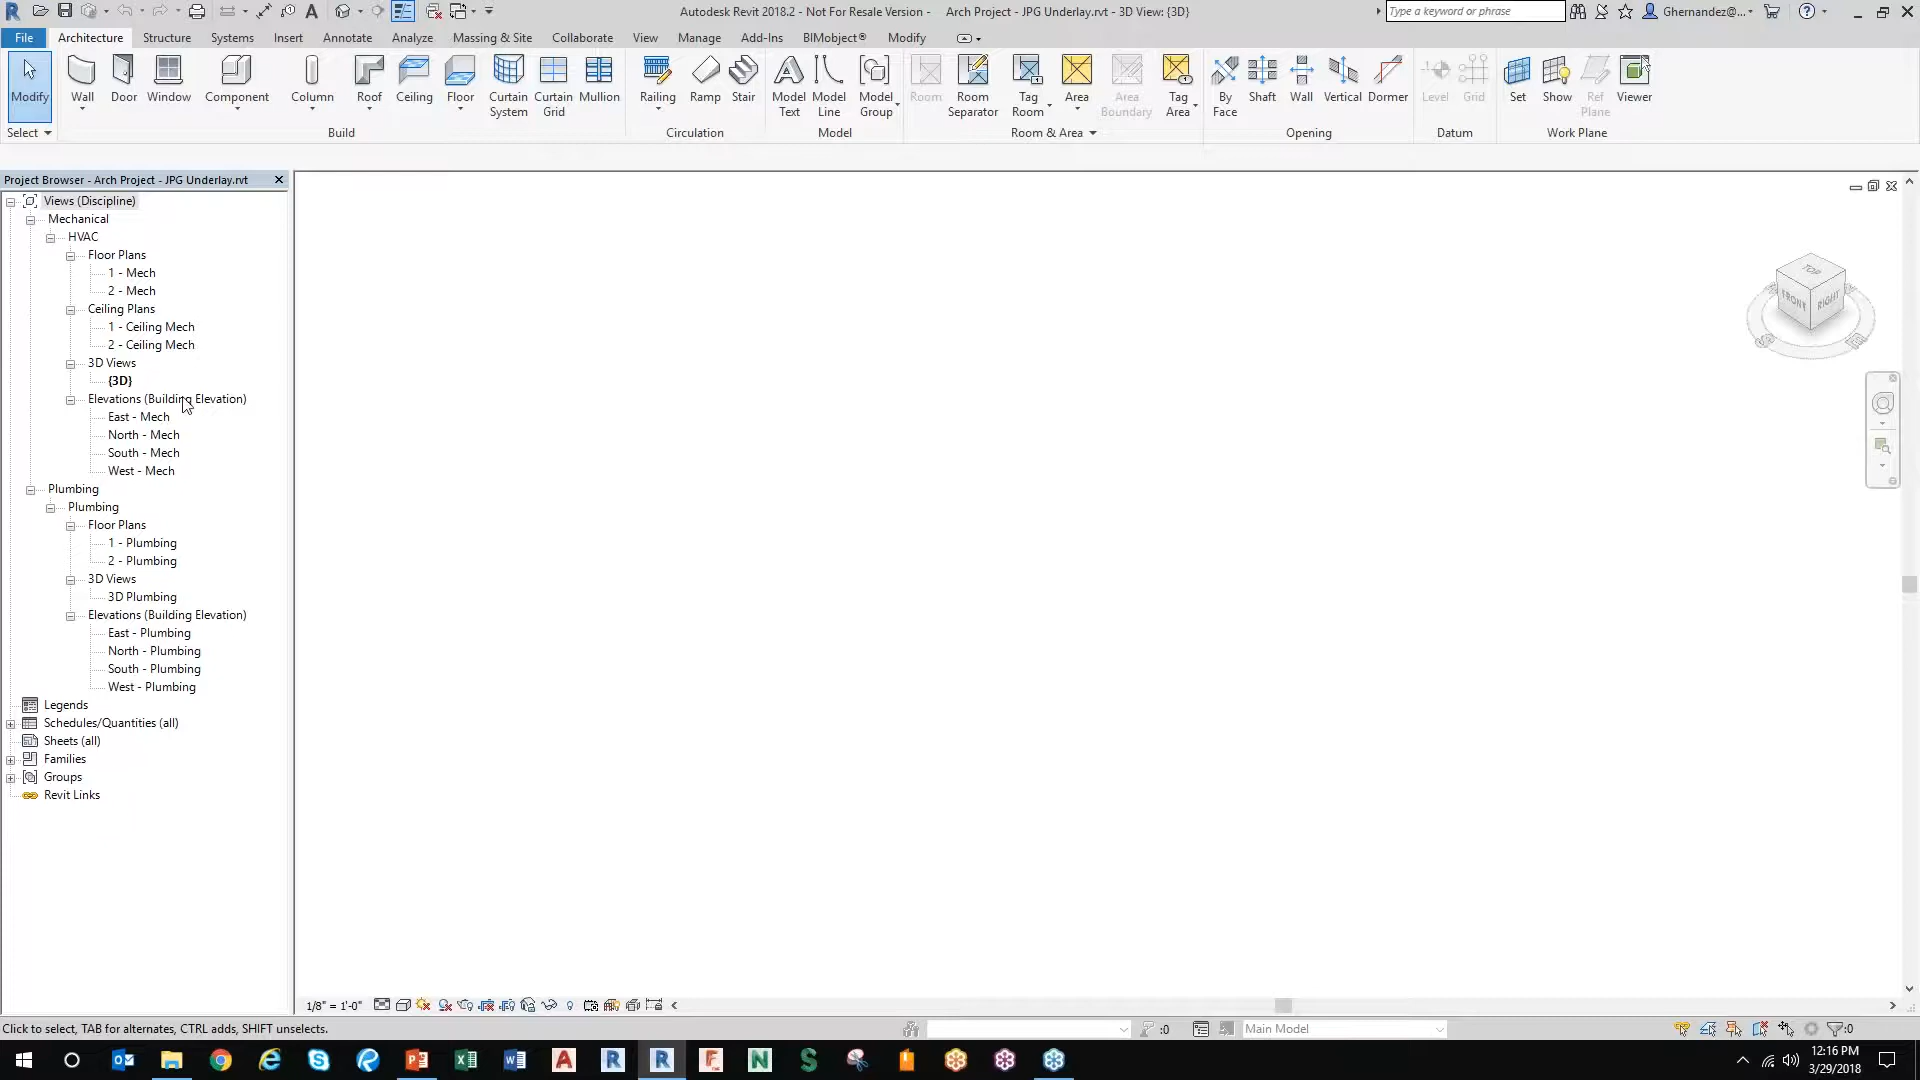 Autodesk Revit 2018.2 - Not For Resale Version - Arch Project - JPG Underlay.rvt - 3D View: {3D}
Type a keyword or phrase
Ghernandez@...
File Architecture Structure Systems Insert Annotate Analyze Massing & Site Collaborate View Manage Add-Ins BIMobject® Modify
Modify Wall Door Window Component Column Roof Ceiling Floor Curtain System Curtain Grid Mullion Railing Ramp Stair Model Text Model Line Model Group Room Room Separator Tag Room Area Area Boundary Tag Area By Face Shaft Wall Vertical Dormer Level Grid Set Show Ref Plane Viewer
Select Build Circulation Model Room & Area Opening Datum Work Plane
Project Browser - Arch Project - JPG Underlay.rvt
Views (Discipline)
Mechanical
HVAC
Floor Plans
1 - Mech
2 - Mech
Ceiling Plans
1 - Ceiling Mech
2 - Ceiling Mech
3D Views
{3D}
Elevations (Building Elevation)
East - Mech
North - Mech
South - Mech
West - Mech
Plumbing
Plumbing
Floor Plans
1 - Plumbing
2 - Plumbing
3D Views
3D Plumbing
Elevations (Building Elevation)
East - Plumbing
North - Plumbing
South - Plumbing
West - Plumbing
Legends
Schedules/Quantities (all)
Sheets (all)
Families
Groups
Revit Links
TOP
FRONT RIGHT
1/8" = 1'-0"
Click to select, TAB for alternates, CTRL adds, SHIFT unselects.
:0
Main Model
:0
12:16 PM
3/29/2018